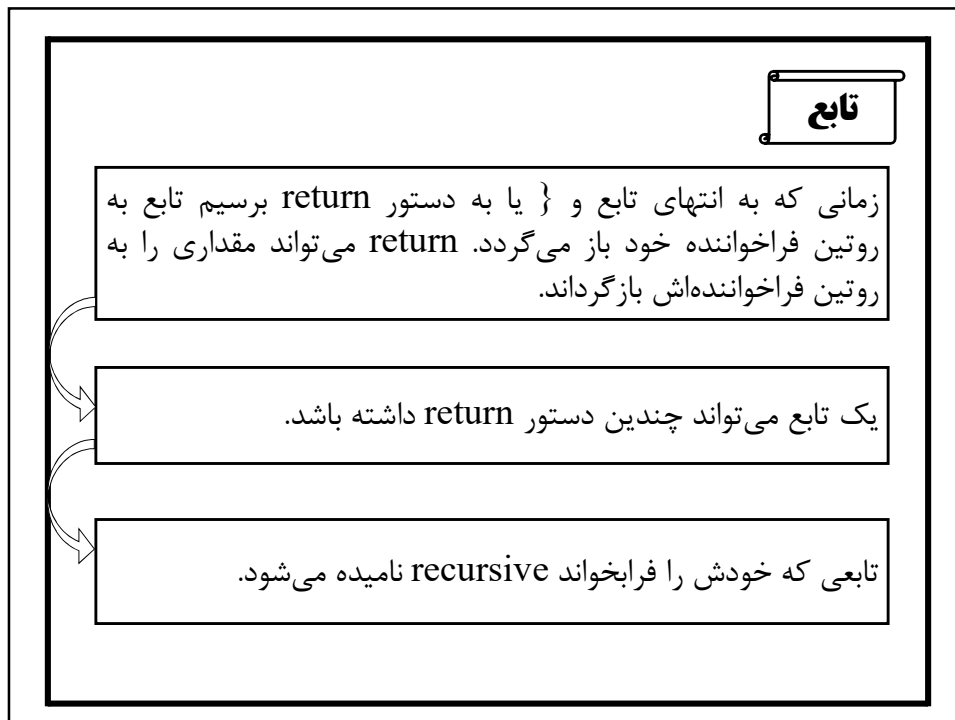 تابع
زمانی که به انتهای تابع و { یا به دستور return برسیم تابع به
روتین فراخواننده خود باز می‌گردد. return می‌تواند مقداری را به
روتین فراخواننده‌اش بازگرداند.
یک تابع می‌تواند چندین دستور return داشته باشد.
تابعی که خودش را فرابخواند recursive نامیده می‌شود.